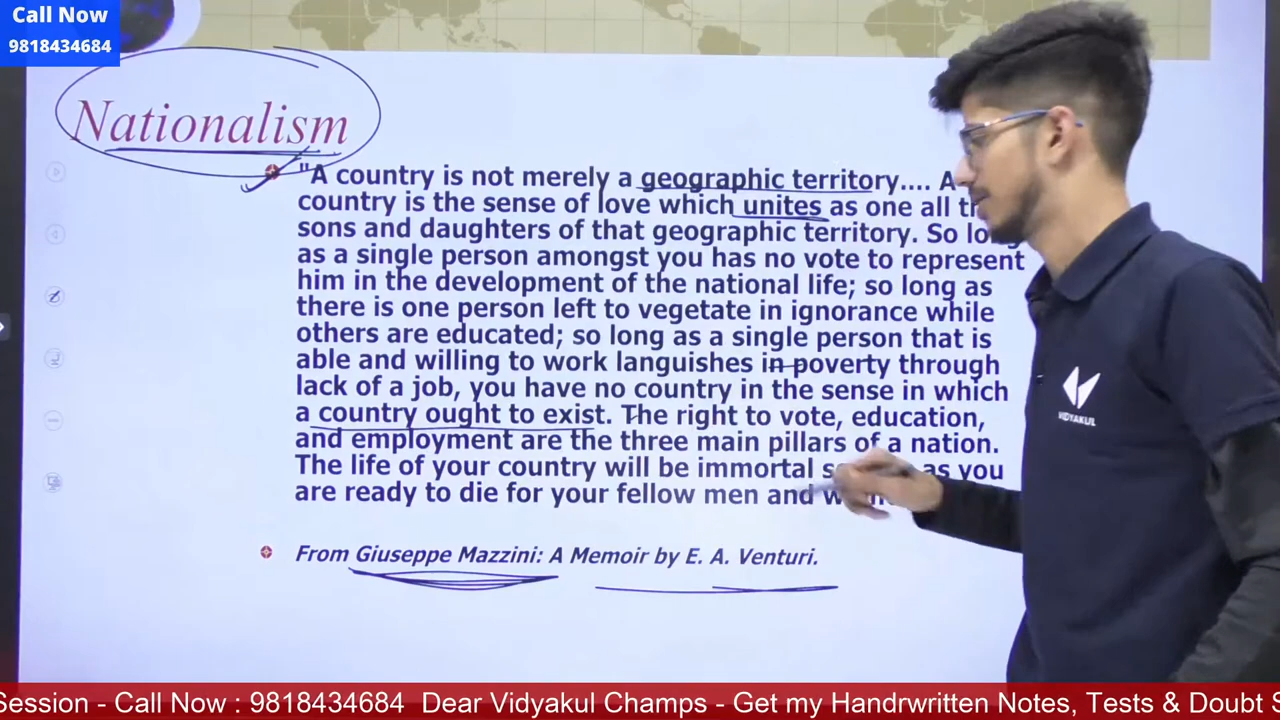 Call Now
9818434684
Nationalism
"A country is not merely a geographic territory.... A
country is the sense of love which unites as one all
sons and daughters of that geographic territory. So long
as a single person amongst you has no vote to represent
him in the development of the national life; so long as
there is one person left to vegetate in ignorance while
others are educated; so long as a single person that is
able and willing to work languishes in poverty through
lack of a job, you have no country in the sense in which
a country ought to exist. The right to vote, education,
and employment are the three main pillars of a nation.
The life of your country will be immortal as you
are ready to die for your fellow men and
From Giuseppe Mazzini: A Memoir by E. A. Venturi.
VIDYAKUL
Session - Call Now : 9818434684 Dear Vidyakul Champs - Get my Handrwritten Notes, Tests & Doubt S